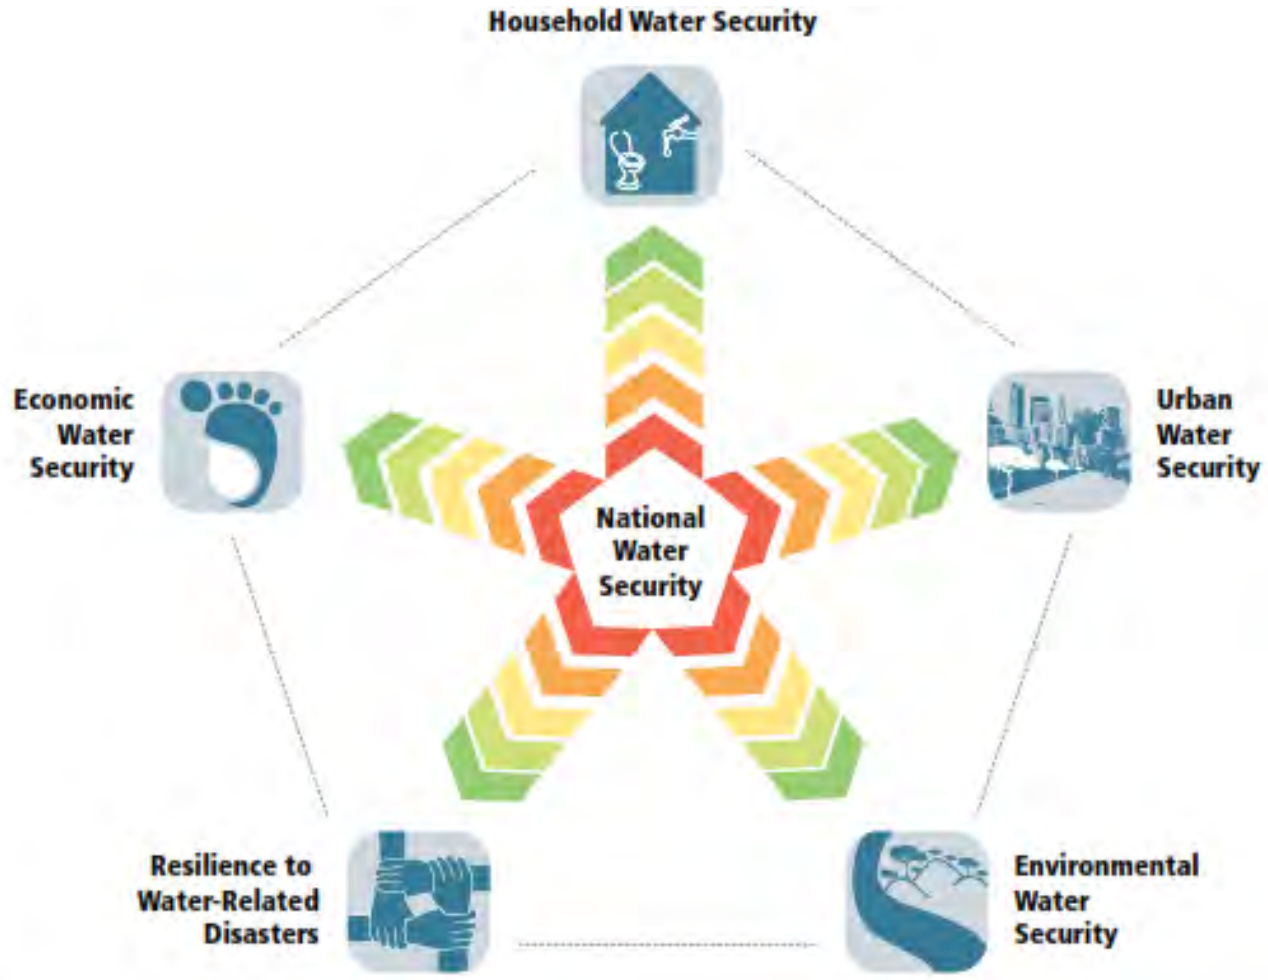 Household Water Security
Economic
Water
Security
Urban
Water
Security
National
Water
Security
Resilience to
Water-Related
Disasters
Environmental
Water
Security